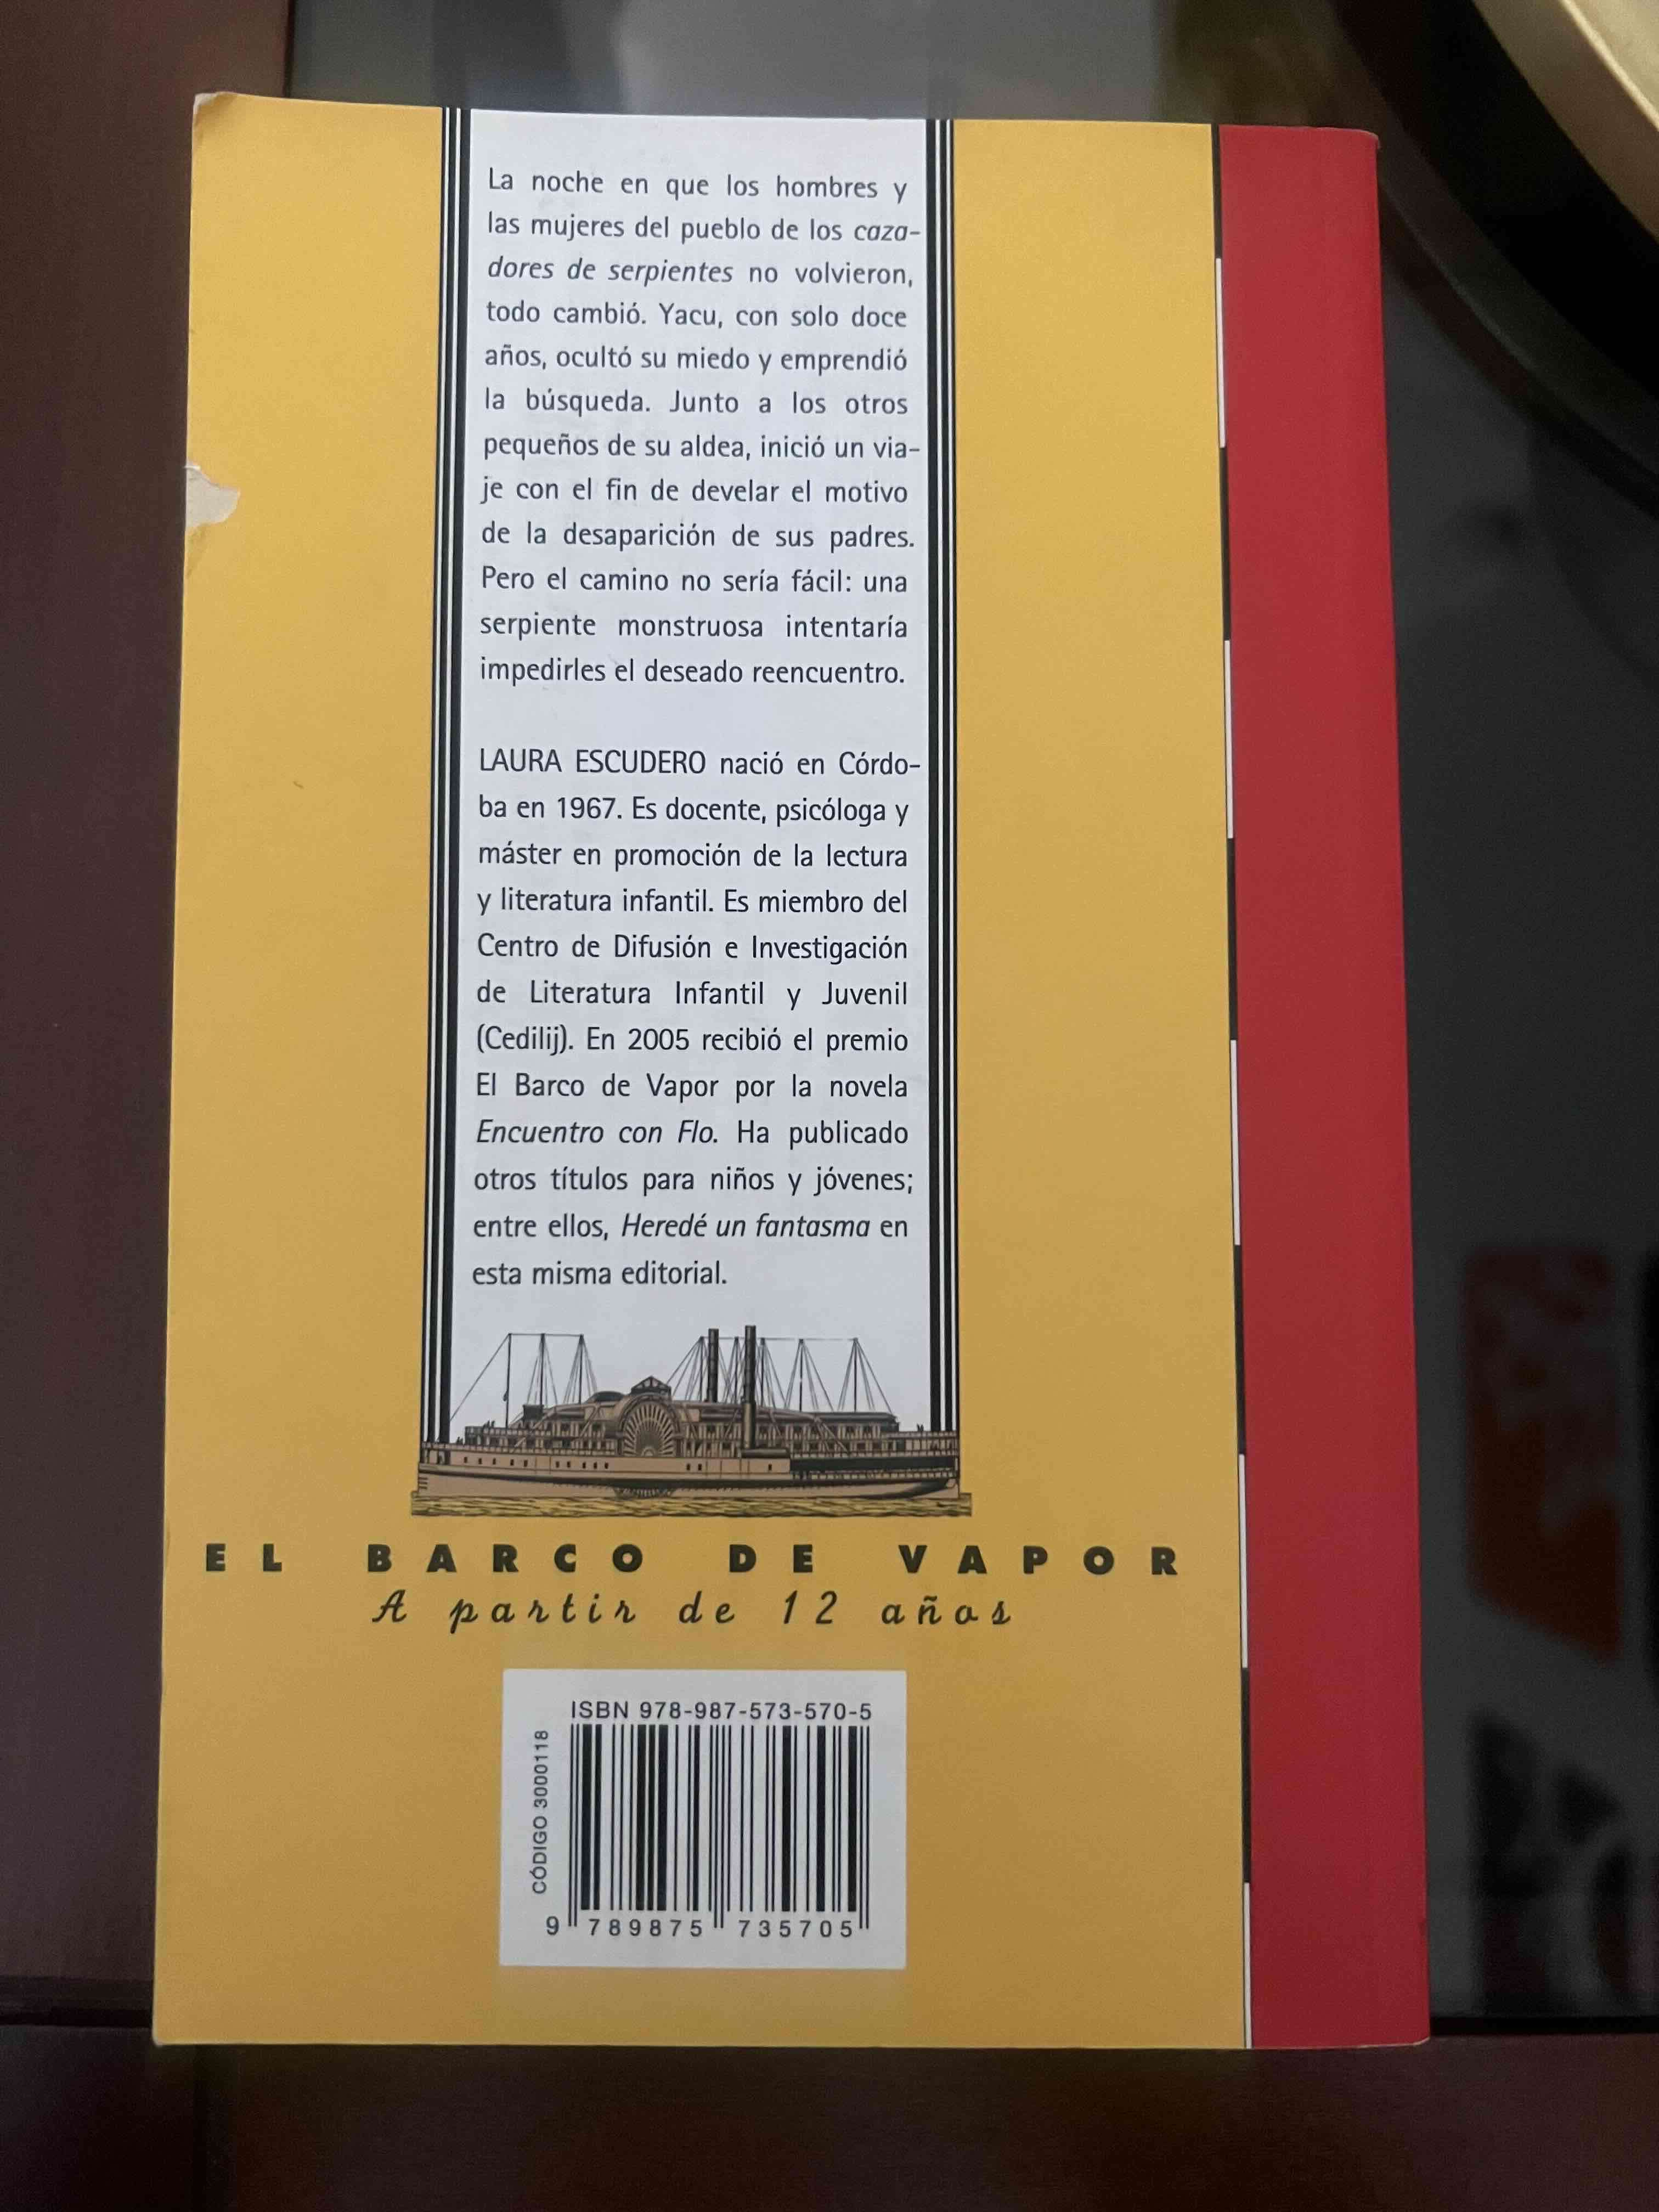 La noche en que los hombres y
las mujeres del pueblo de los caza-
dores de serpientes no volvieron,
todo cambió. Yacu, con solo doce
años, ocultó su miedo y emprendió
la búsqueda. Junto a los otros
pequeños de su aldea, inició un via-
je con el fin de develar el motivo
de la desaparición de sus padres.
Pero el camino no sería fácil: una
serpiente monstruosa intentaría
impedirles el deseado reencuentro.
LAURA ESCUDERO nació en Córdo-
ba en 1967. Es docente, psicóloga y
máster en promoción de la lectura
y literatura infantil. Es miembro del
Centro de Difusión e Investigación
de Literatura Infantil y Juvenil
(Cedilij). En 2005 recibió el premio
El Barco de Vapor por la novela
Encuentro con Flo. Ha publicado
otros títulos para niños y jóvenes;
entre ellos, Heredé un fantasma en
esta misma editorial.
EL BARCO DE VAPOR
A partir de 12 años
ISBN 978-987-573-570-5
CÓDIGO 3000118
9 789875 735705